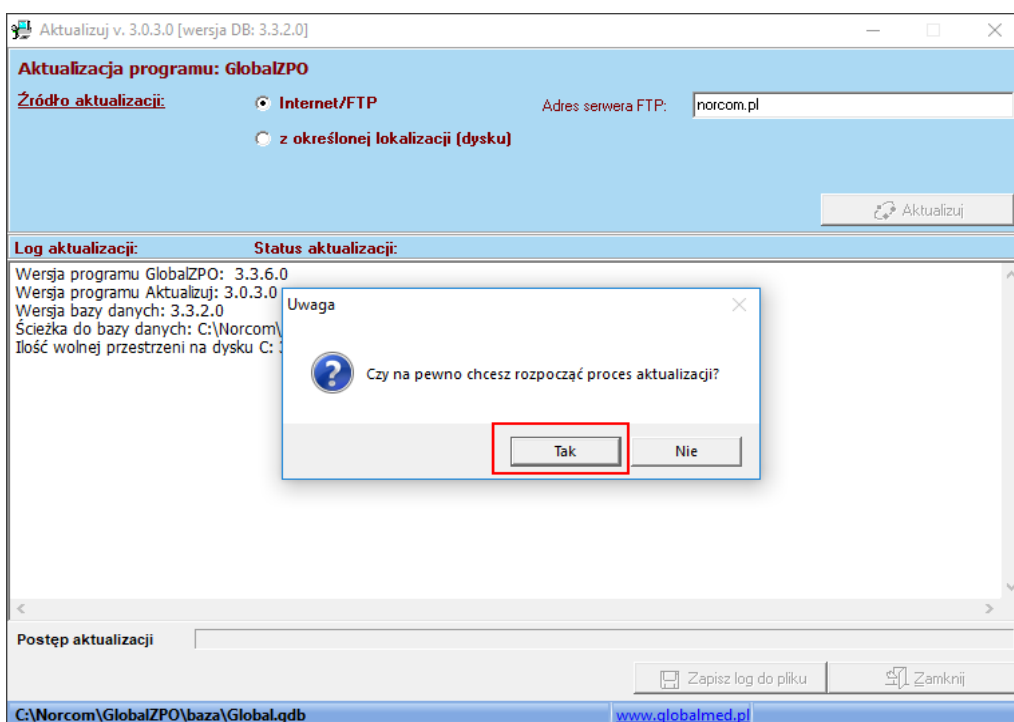 Aktualizuj v. 3.0.3.0 [wersja DB: 3.3.2.0]
Aktualizacja programu: GlobalZPO
Źródło aktualizacji:
Internet/FTP
Adres serwera FTP:
norcom.pl
z określonej lokalizacji (dysku)
Aktualizuj
Log aktualizacji:
Status aktualizacji:
Wersja programu GlobalZPO: 3.3.6.0
Wersja programu Aktualizuj: 3.0.3.0
Wersja bazy danych: 3.3.2.0
Ścieżka do bazy danych: C:\Norcom\
Ilość wolnej przestrzeni na dysku C:
Uwaga
Czy na pewno chcesz rozpocząć proces aktualizacji?
Tak
Nie
Postęp aktualizacji
Zapisz log do pliku
Zamknij
C:\Norcom\GlobalZPO\baza\Global.gdb
www.globalmed.pl